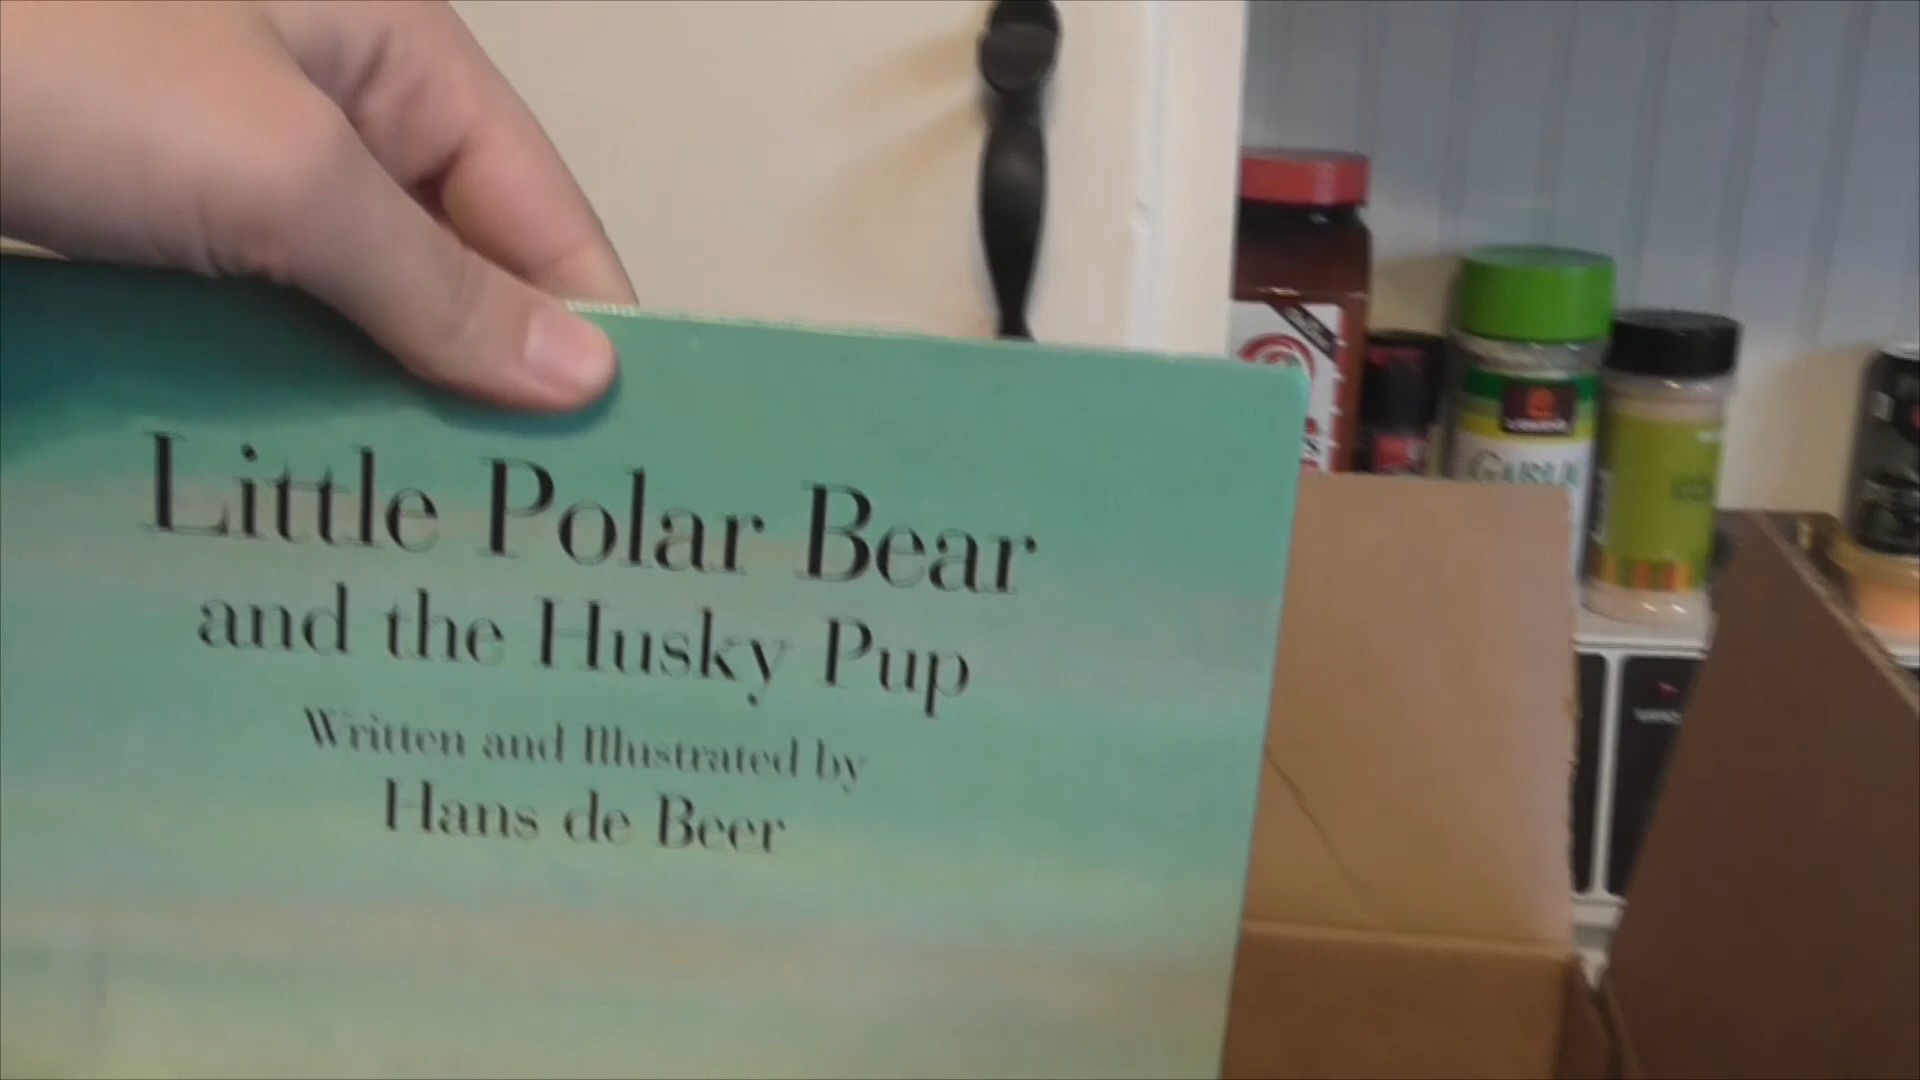 Little Polar Bear
and the Husky Pup
Written and Illustrated by
Hans de Beer